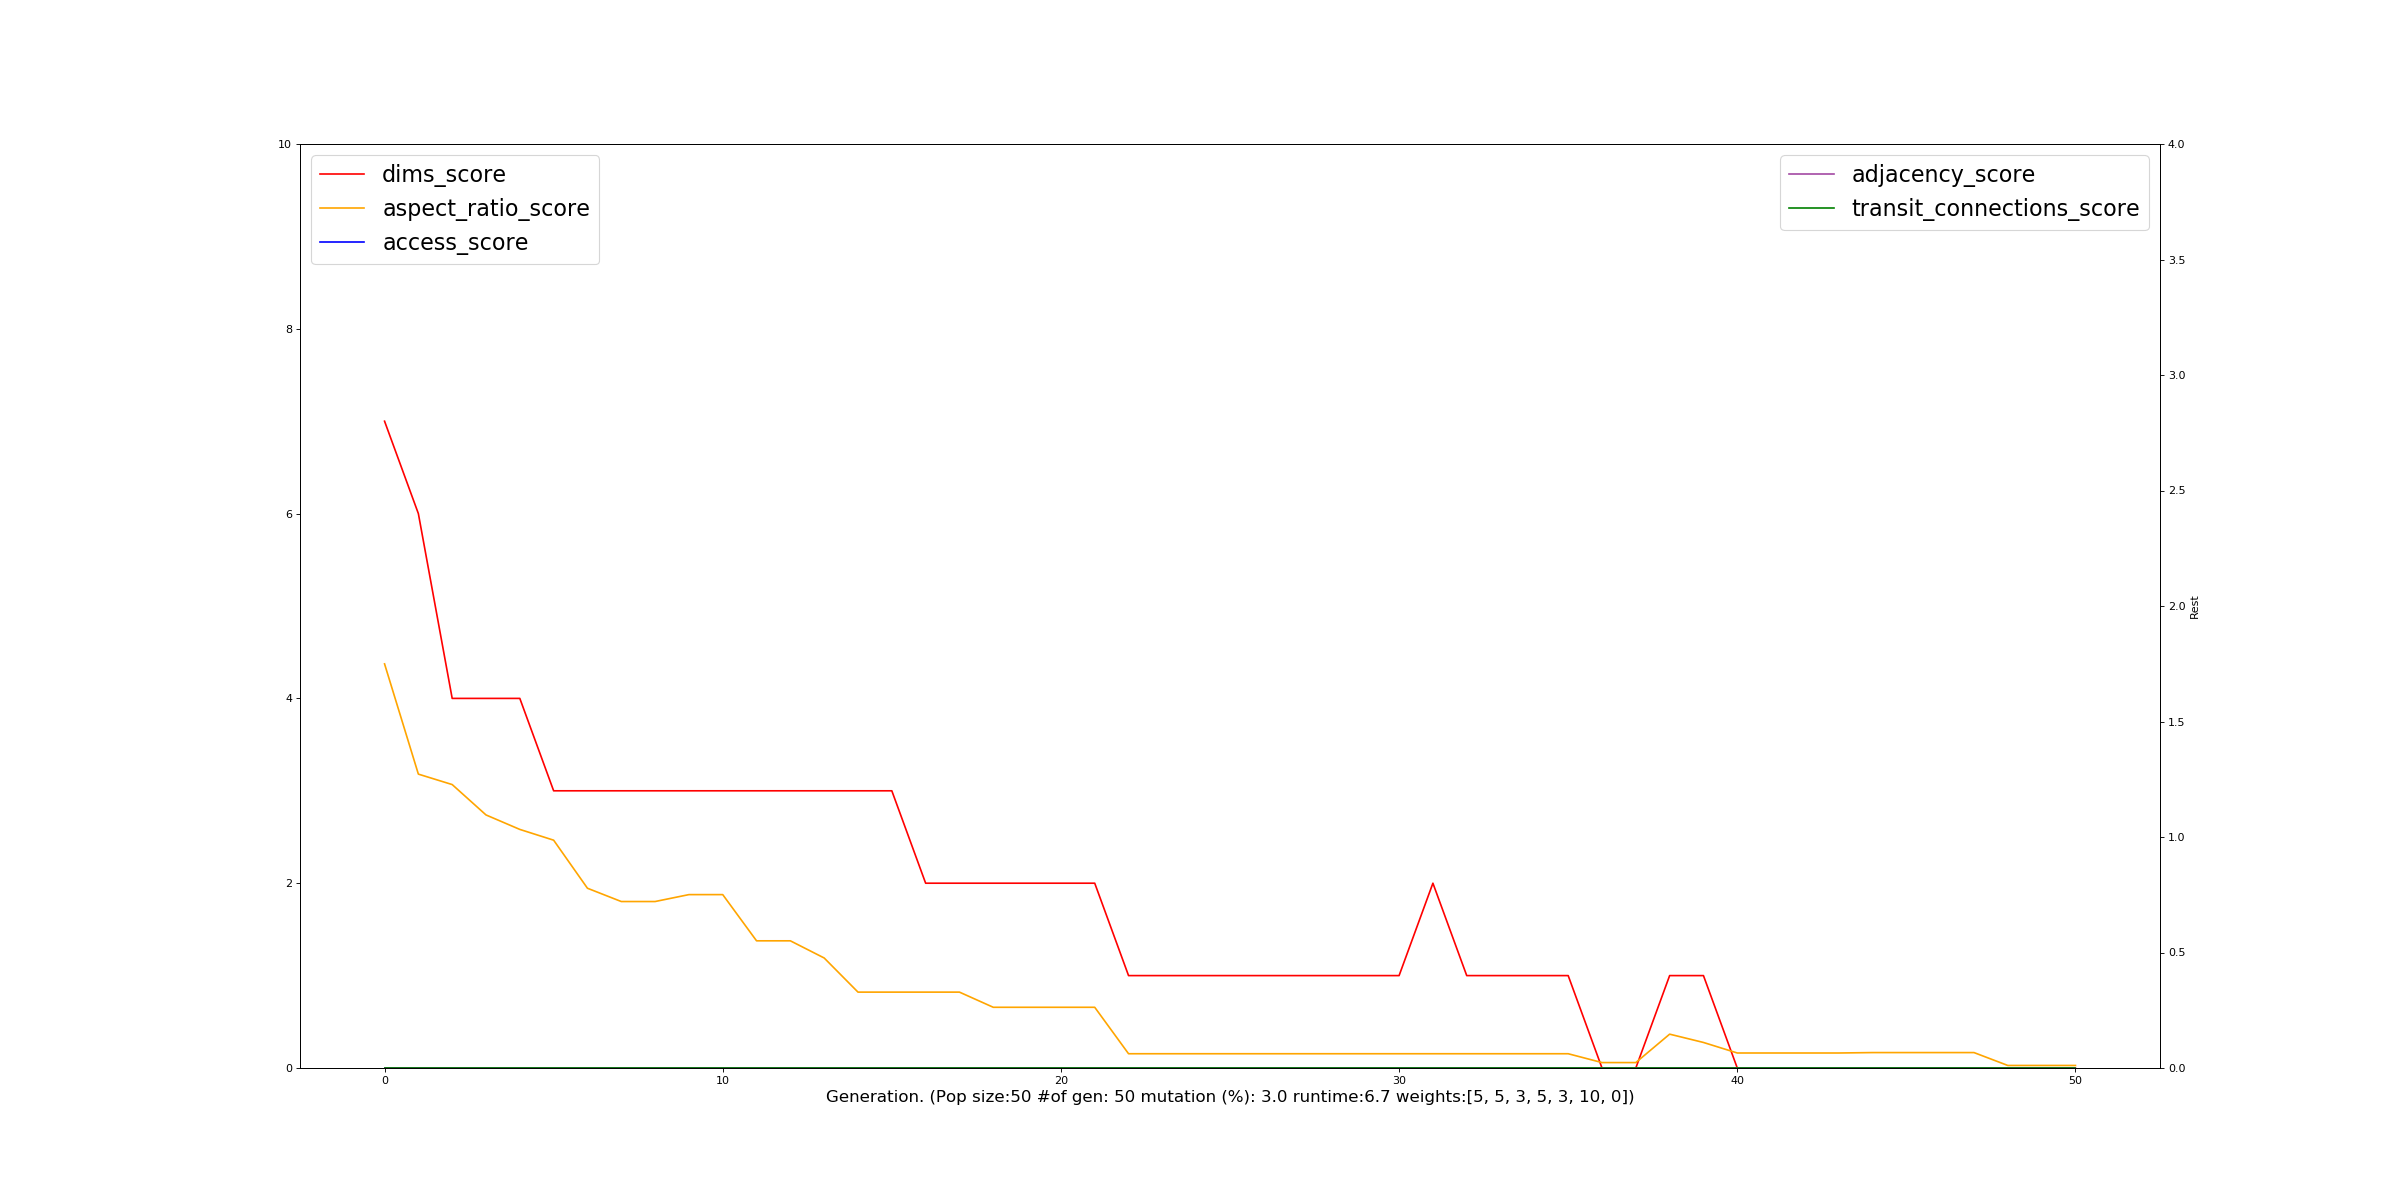 dims_score
aspect_ratio_score
access_score
adjacency_score
transit_connections_score
10
8
6
4
2
0
4.0
3.5
3.0
2.5
2.0
1.5
1.0
0.5
0.0
Rest
0 10 20 30 40 50
Generation. (Pop size:50 #of gen: 50 mutation (%): 3.0 runtime:6.7 weights:[5, 5, 3, 5, 3, 10, 0])